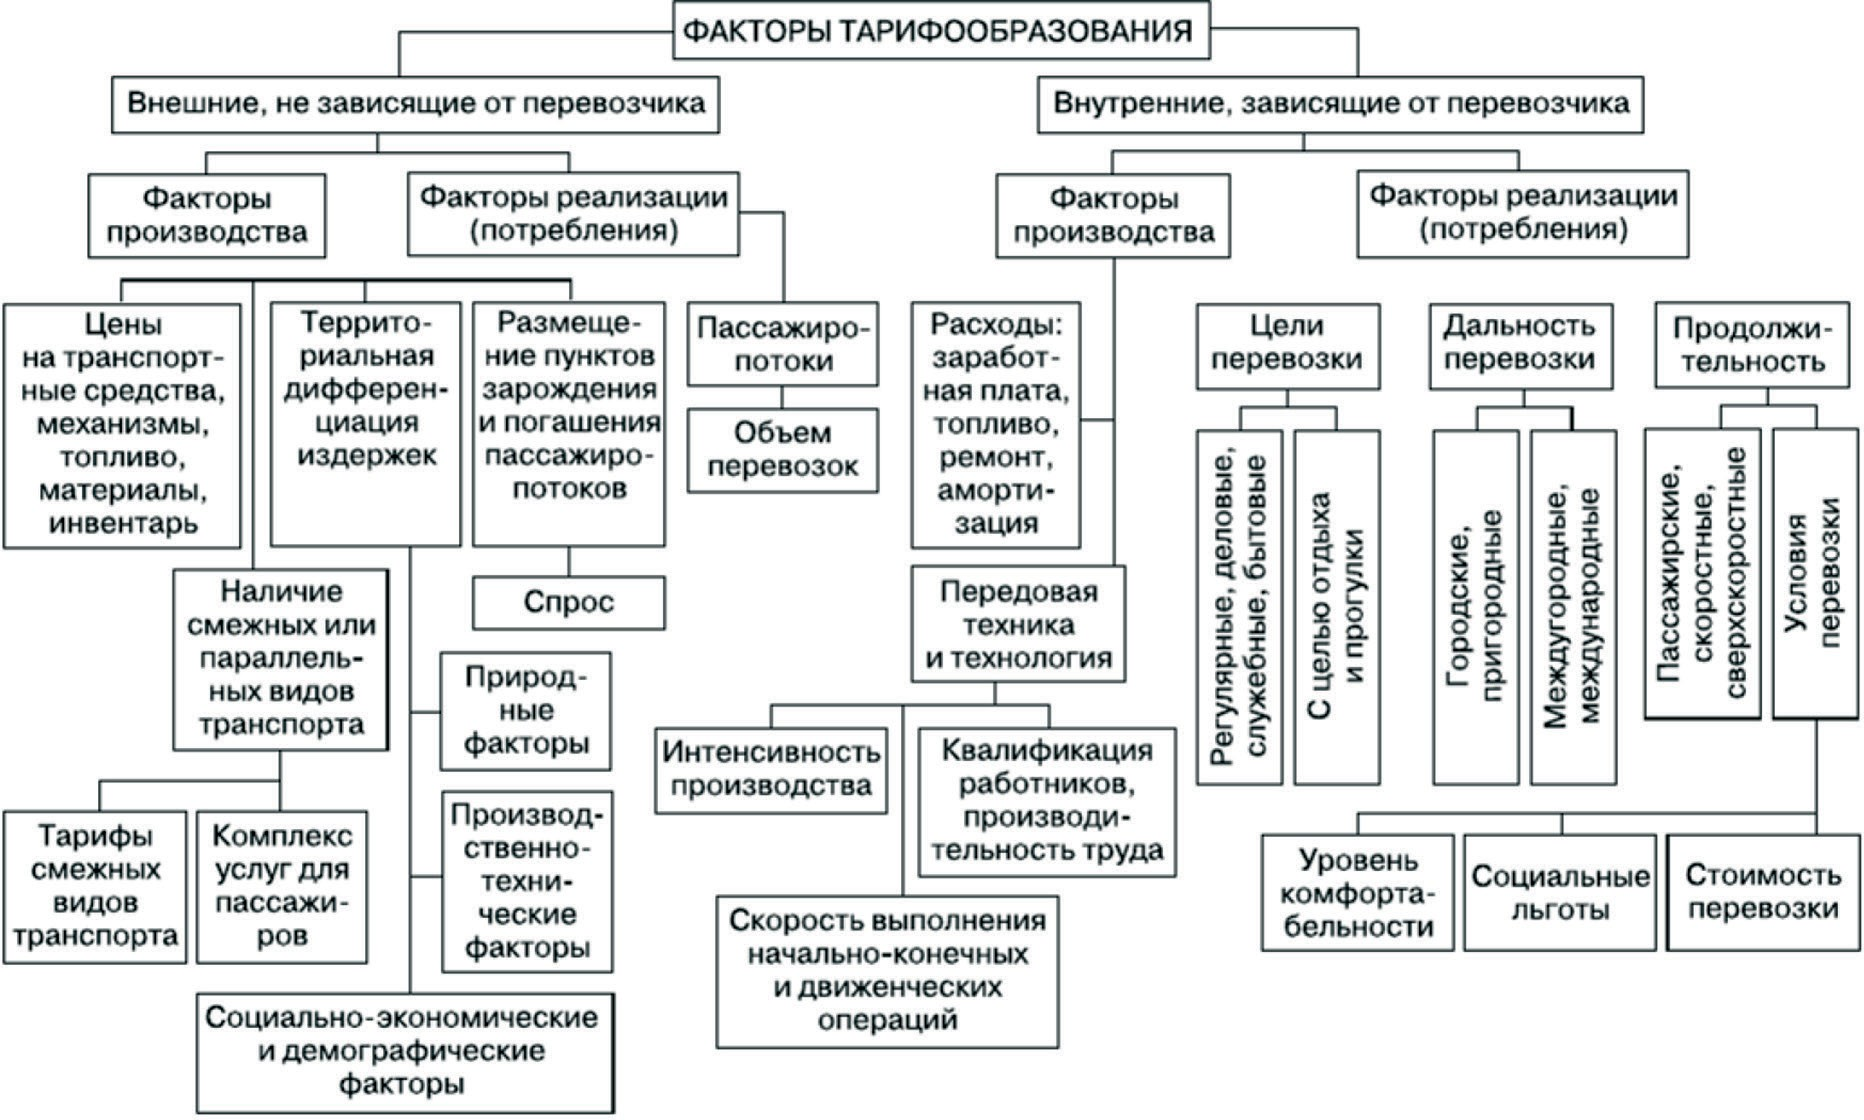 ФАКТОРЫ ТАРИФООБРАЗОВАНИЯ
Внешние, не зависящие от перевозчика
Внутренние, зависящие от перевозчика
Факторы
производства
Факторы реализации
(потребления)
Факторы
производства
Факторы реализации
(потребления)
Цены
на транспорт-
ные средства,
механизмы,
топливо,
материалы,
инвентарь
Террито-
риальная
дифферен-
циация
издержек
Размеще-
ние пунктов
зарождения
и погашения
пассажиро-
потоков
Пассажиро-
потоки
Объем
перевозок
Расходы:
заработ-
ная плата,
топливо,
ремонт,
аморти-
зация
Цели
перевозки
Дальность
перевозки
Продолжи-
тельность
Регулярные, деловые,
служебные, бытовые
С целью отдыха
и прогулки
Городские,
пригородные
Междугородные,
международные
Пассажирские,
скоростные,
сверхскоростные
Условия
перевозки
Наличие
смежных или
параллель-
ных видов
транспорта
Спрос
Передовая
техника
и технология
Природ-
ные
факторы
Интенсивность
производства
Квалификация
работников,
производи-
тельность труда
Тарифы
смежных
видов
транспорта
Комплекс
услуг для
пассажи-
ров
Производ-
ственно-
техни-
ческие
факторы
Скорость выполнения
начально-конечных
и движенческих
операций
Уровень
комфорта-
бельности
Социальные
льготы
Стоимость
перевозки
Социально-экономические
и демографические
факторы